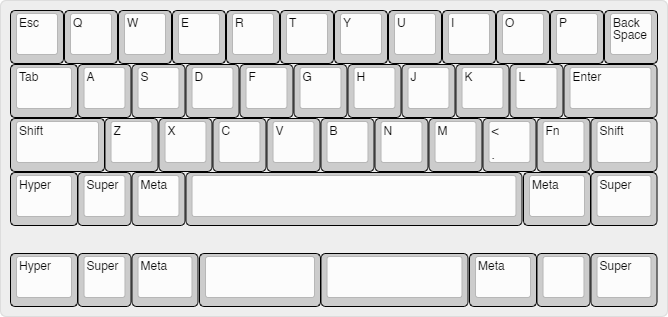 Esc Q W E R T Y U I O P Back
Space
Tab A S D F G H J K L Enter
Shift Z X C V B N M < Fn Shift
.
Hyper Super Meta Meta Super
Hyper Super Meta Meta Super